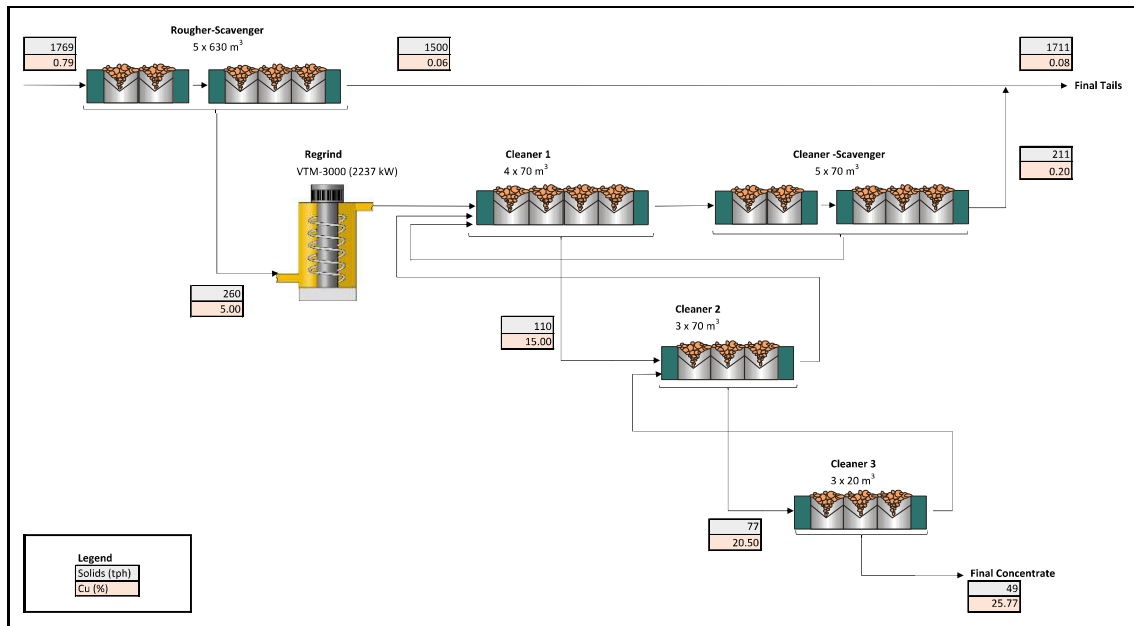 Rougher-Scavenger
5 x 630 m³
1769
0.79
1500
0.06
1711
0.08
Final Tails
Regrind
VTM-3000 (2237 kW)
Cleaner 1
4 x 70 m³
Cleaner -Scavenger
5 x 70 m³
211
0.20
260
5.00
110
15.00
Cleaner 2
3 x 70 m³
Cleaner 3
3 x 20 m³
77
20.50
Legend
Solids (tph)
Cu (%)
Final Concentrate
49
25.77